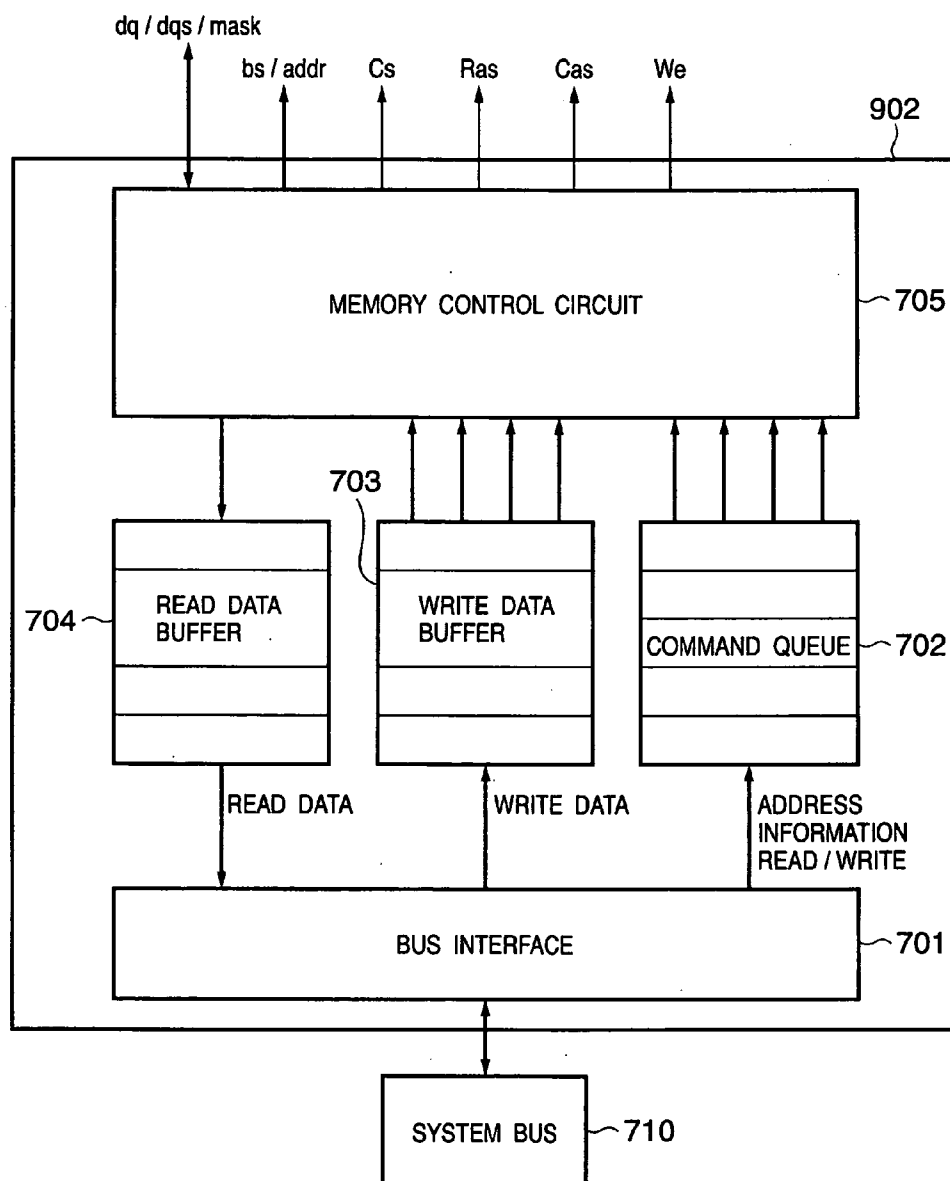 dq / dqs / mask
bs / addr
Cs
Ras
Cas
We
902
MEMORY CONTROL CIRCUIT
705
703
704
READ DATA
BUFFER
WRITE DATA
BUFFER
COMMAND QUEUE
702
READ DATA
WRITE DATA
ADDRESS
INFORMATION
READ / WRITE
BUS INTERFACE
701
SYSTEM BUS
710